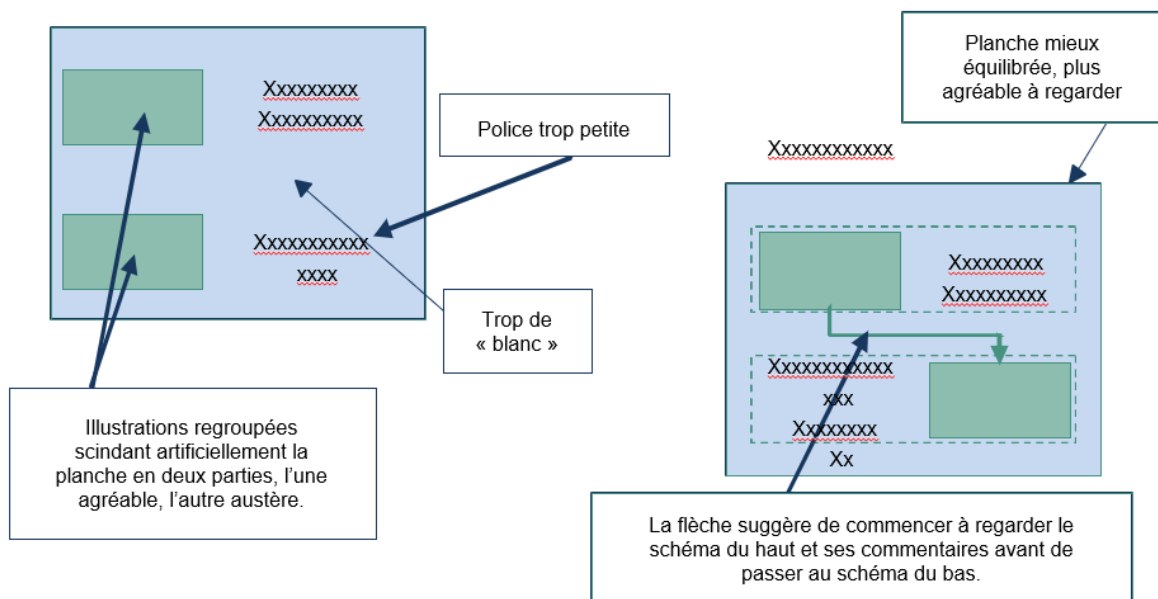 Xxxxxxxxxx
Xxxxxxxxxx
Police trop petite
Xxxxxxxxxxx
xxxx
Trop de
« blanc »
Illustrations regroupées
scindant artificiellement la
planche en deux parties, l’une
agréable, l’autre austère.
Planche mieux
équilibrée, plus
agréable à regarder
Xxxxxxxxxxxx
Xxxxxxxxx
Xxxxxxxxxx
Xxxxxxxxxxxx
xxx
Xxxxxxxx
Xx
La flèche suggère de commencer à regarder le
schéma du haut et ses commentaires avant de
passer au schéma du bas.